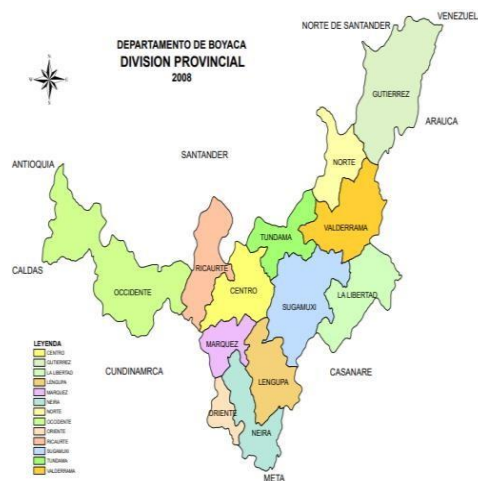 VENEZUEL
NORTE DE SANTANDER
DEPARTAMENTO DE BOYACA
DIVISION PROVINCIAL
2008
GUTIERREZ
ARAUCA
SANTANDER
ANTIOQUIA
NORTE
VALDERRAMA
TUNDAMA
CALDAS
RICAURTE
OCCIDENTE
CENTRO
SUGAMUXI
LA LIBERTAD
MARQUEZ
CUNDINAMRCA
LENGUPA
CASANARE
ORIENTE
NEIRA
META
LEYENDA
CENTRO
GUTIERREZ
LA LIBERTAD
LENGUPA
MARQUEZ
NEIRA
NORTE
OCCIDENTE
ORIENTE
RICAURTE
SUGAMUXI
TUNDAMA
VALDERRAMA